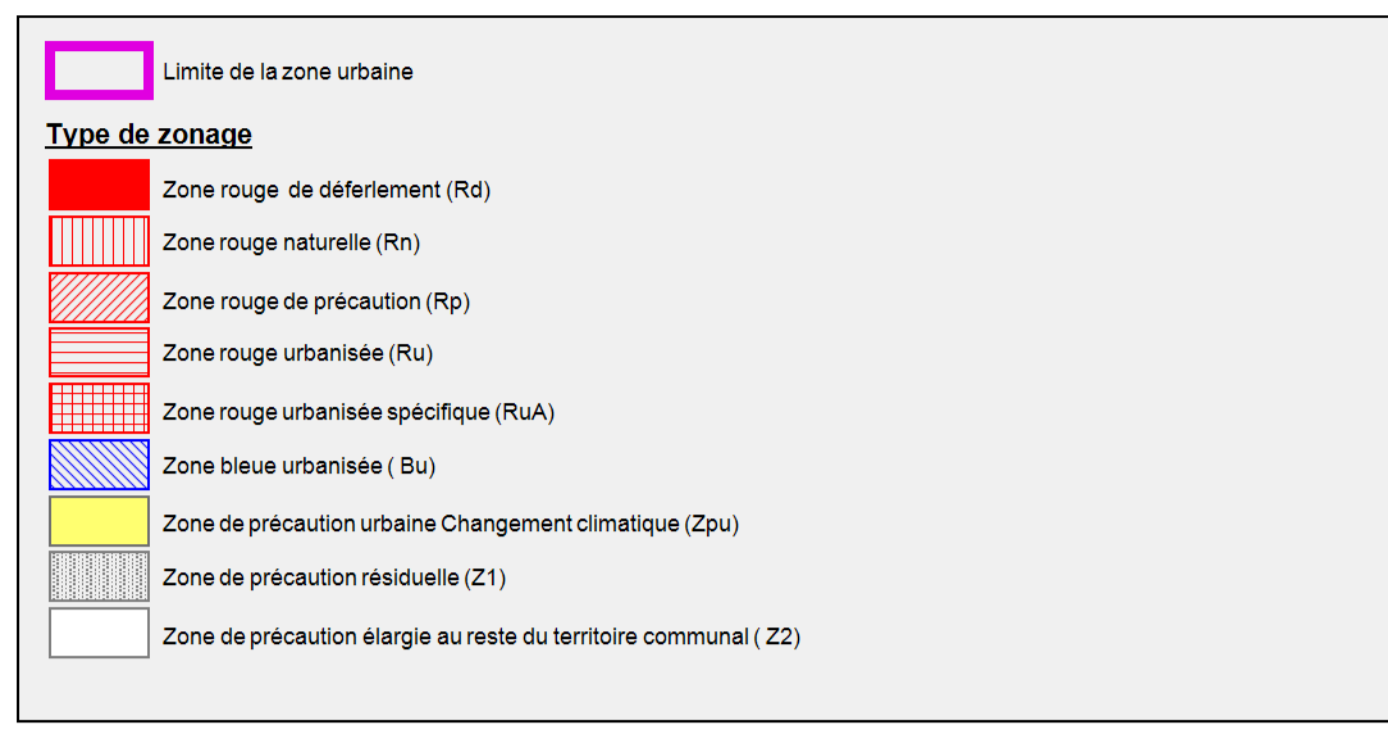 Limite de la zone urbaine
Type de zonage
Zone rouge de déferlement (Rd)
Zone rouge naturelle (Rn)
Zone rouge de précaution (Rp)
Zone rouge urbanisée (Ru)
Zone rouge urbanisée spécifique (RuA)
Zone bleue urbanisée ( Bu)
Zone de précaution urbaine Changement climatique (Zpu)
Zone de précaution résiduelle (Z1)
Zone de précaution élargie au reste du territoire communal ( Z2)